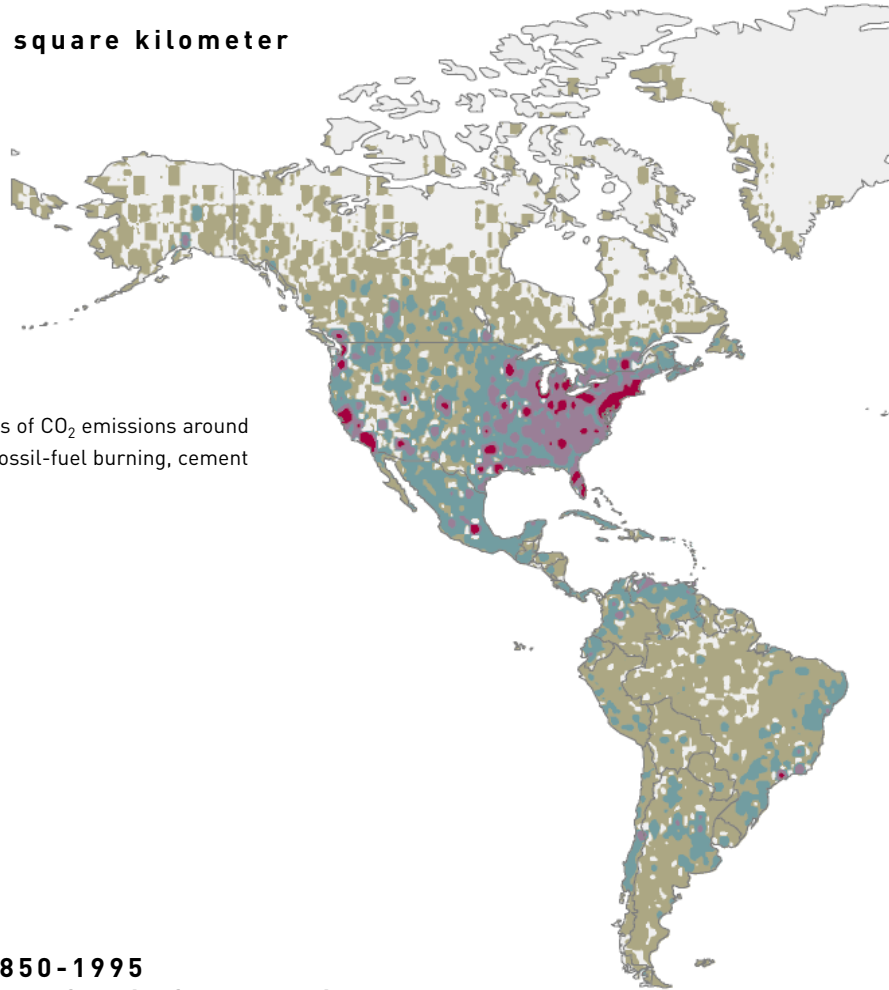 square kilometer
s of CO₂ emissions around
ossil-fuel burning, cement
850-1995